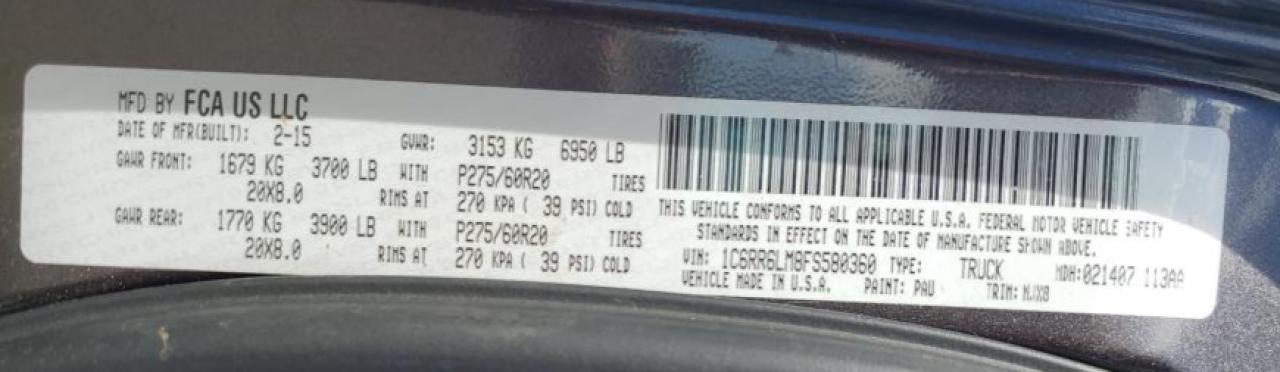 MFD BY FCA US LLC
DATE OF MFR(BUILT): 2-15 GVWR: 3153 KG 6950 LB
GAWR FRONT: 1679 KG 3700 LB WITH P275/60R20 TIRES
20X8.0 RIMS AT 270 KPA ( 39 PSI) COLD
GAWR REAR: 1770 KG 3900 LB WITH P275/60R20 TIRES
20X8.0 RIMS AT 270 KPA ( 39 PSI) COLD
THIS VEHICLE CONFORMS TO ALL APPLICABLE U.S.A. FEDERAL MOTOR VEHICLE SAFETY
STANDARDS IN EFFECT ON THE DATE OF MANUFACTURE SHOWN ABOVE.
VIN: 1C6RR6LM8FS580360 TYPE: TRUCK MDH:021407 113AA
VEHICLE MADE IN U.S.A. PAINT: PAU TRIM: MJX8